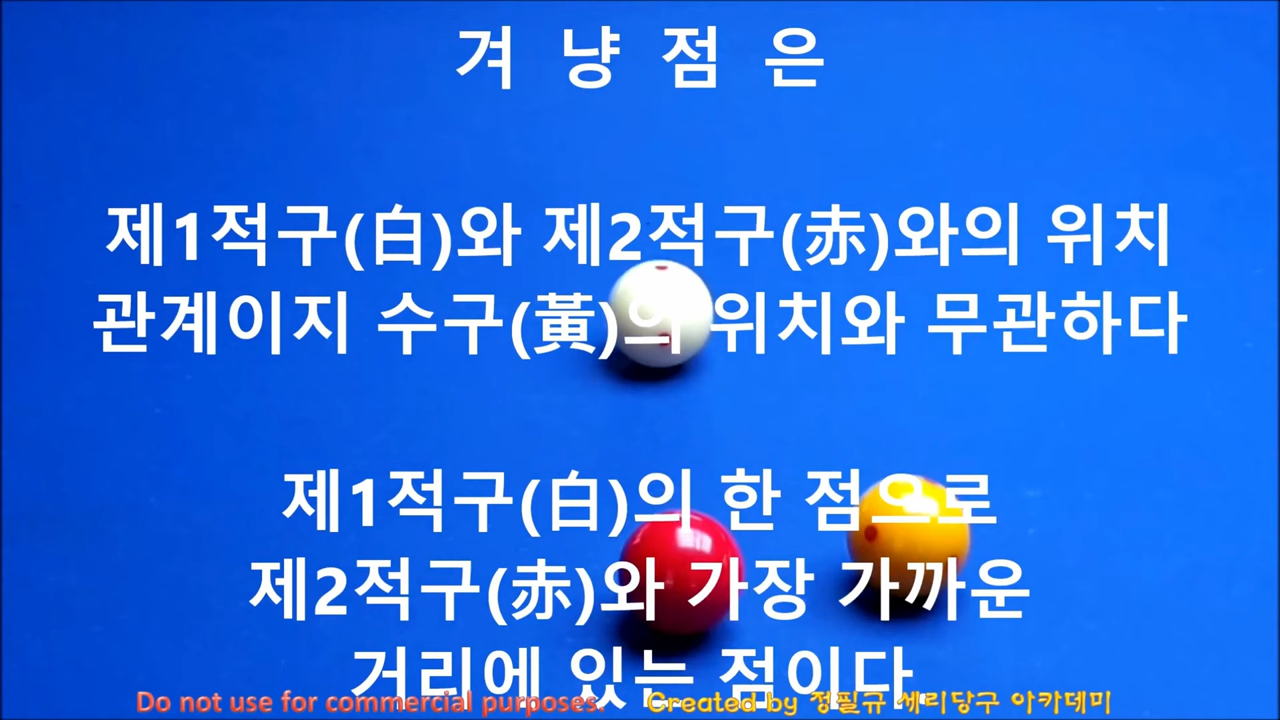 겨 냥 점 은
제1적구(白)와 제2적구(赤)와의 위치
관계이지 수구(黃)의 위치와 무관하다
제1적구(白)의 한 점으로
제2적구(赤)와 가장 가까운
거리에 잇는 점이다.
Do not use for commercial purposes. Created by 정필규 세리당구 아카데미